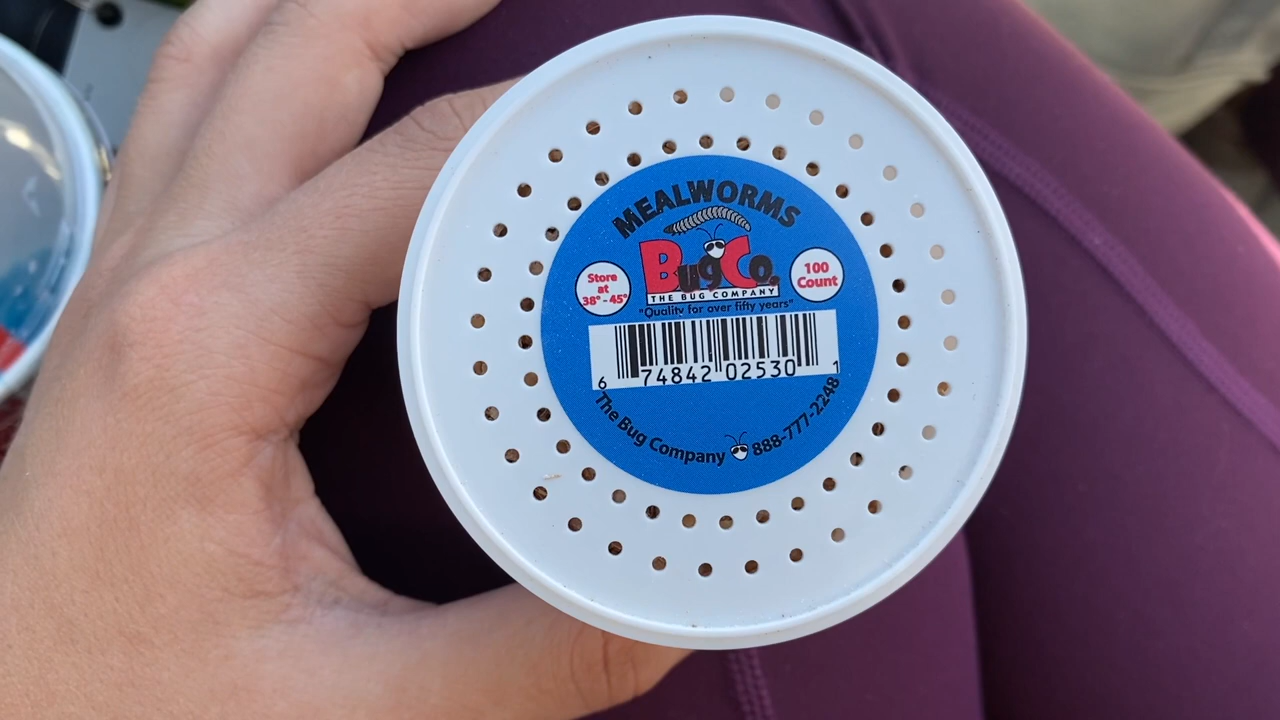 MEALWORMS
BugCo.
THE BUG COMPANY
"Quality for over fifty years"
Store
at
38° - 45°
100
Count
6 74842 02530 1
The Bug Company 888-777-2248